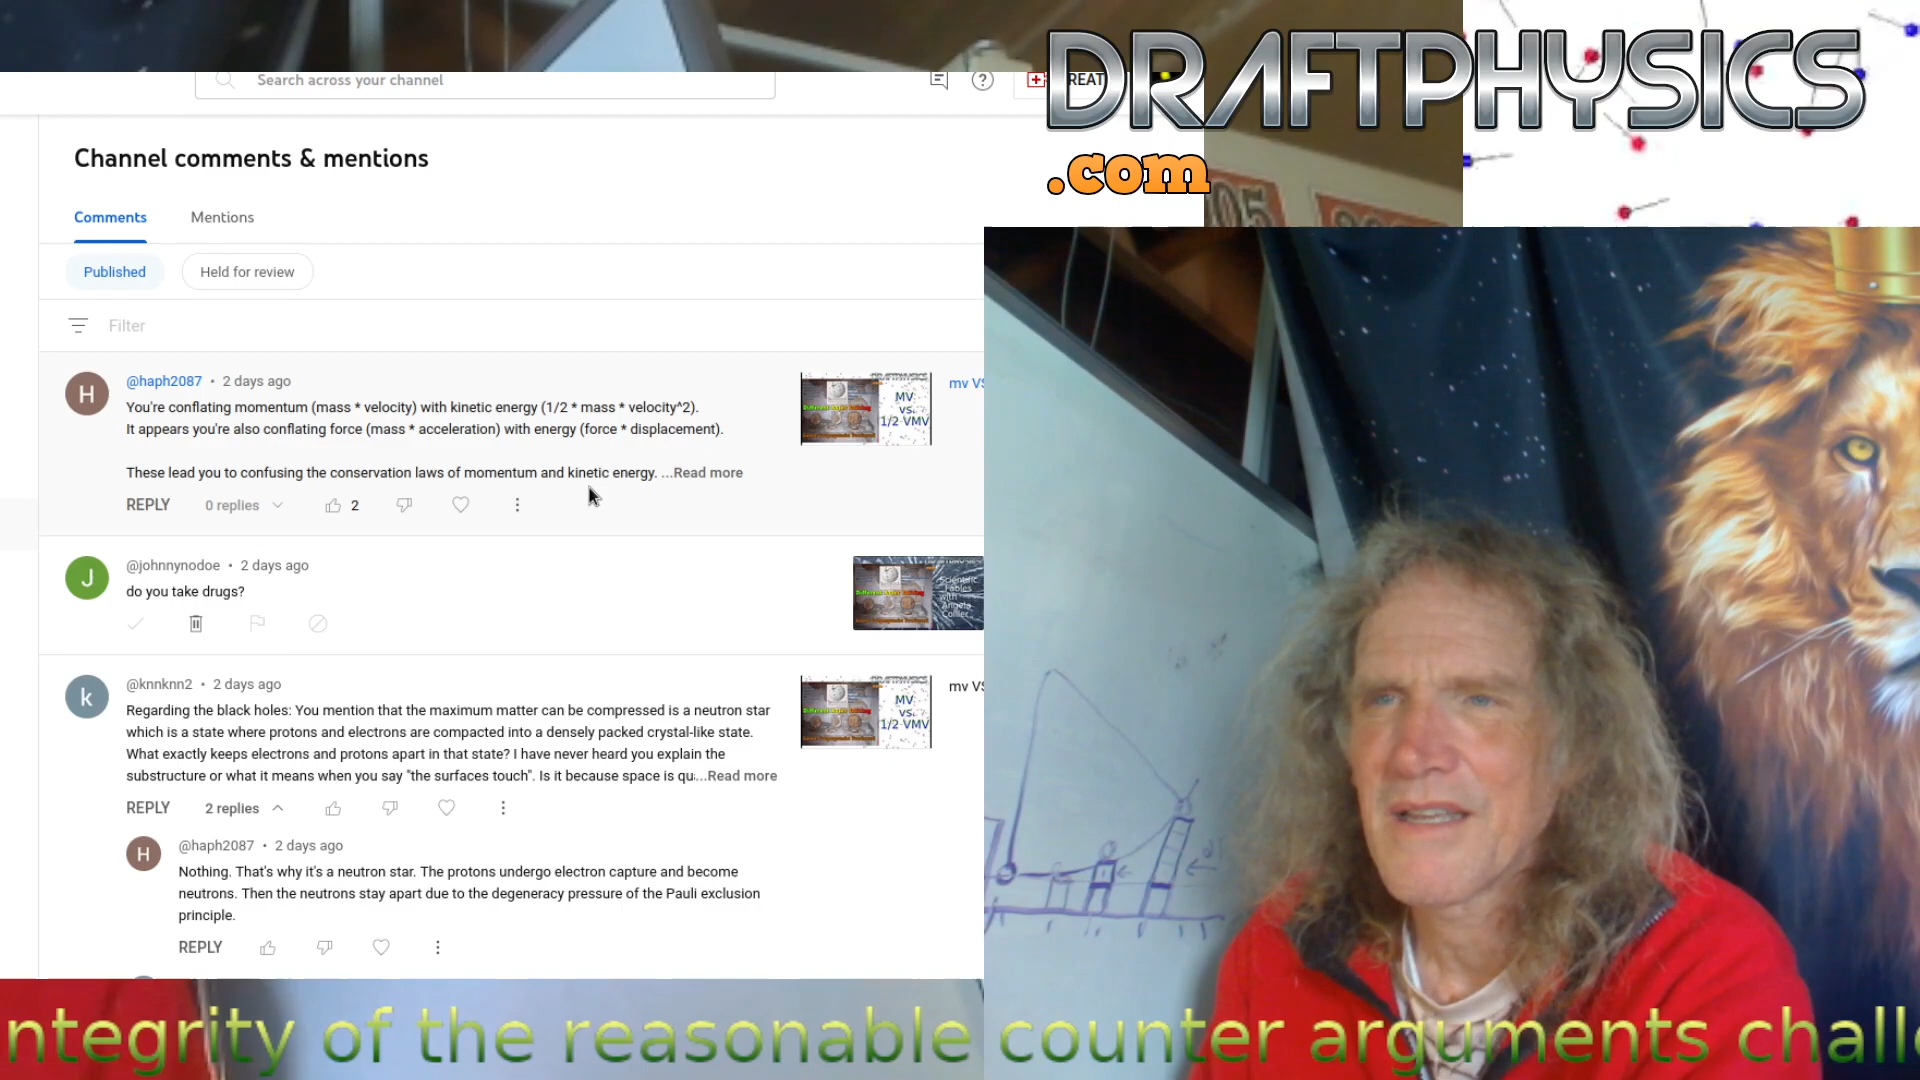 DRAFTPHYSICS
.com
Search across your channel
Channel comments & mentions
Comments
Mentions
Published
Held for review
Filter
@haph2087 • 2 days ago
You're conflating momentum (mass * velocity) with kinetic energy (1/2 * mass * velocity^2).
It appears you're also conflating force (mass * acceleration) with energy (force * displacement).
These lead you to confusing the conservation laws of momentum and kinetic energy. ...Read more
REPLY 0 replies 2
MV
vs.
1/2 VMV
mv VS
@johnnynodoe • 2 days ago
do you take drugs?
Scientific
Fables
with
Angela
Collier
@knnknn2 • 2 days ago
Regarding the black holes: You mention that the maximum matter can be compressed is a neutron star
which is a state where protons and electrons are compacted into a densely packed crystal-like state.
What exactly keeps electrons and protons apart in that state? I have never heard you explain the
substructure or what it means when you say "the surfaces touch". Is it because space is qu...Read more
REPLY 2 replies
MV
vs.
1/2 VMV
mv VS
@haph2087 • 2 days ago
Nothing. That's why it's a neutron star. The protons undergo electron capture and become
neutrons. Then the neutrons stay apart due to the degeneracy pressure of the Pauli exclusion
principle.
REPLY
ntegrity of the reasonable counter arguments challe